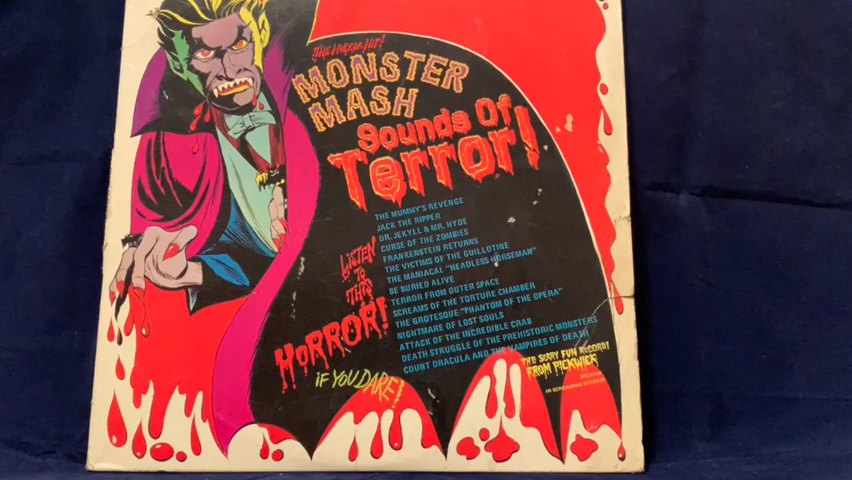 THE HORROR HIT!
MONSTER
MASH
Sounds Of
Terror!
THE MUMMY'S REVENGE
JACK THE RIPPER
DR. JEKYLL & MR. HYDE
CURSE OF THE ZOMBIES
FRANKENSTEIN RETURNS
THE VICTIMS OF THE GUILLOTINE
THE MANIACAL "HEADLESS HORSEMAN"
BE BURIED ALIVE
TERROR FROM OUTER SPACE
SCREAMS OF THE TORTURE CHAMBER
THE GROTESQUE "PHANTOM OF THE OPERA"
NIGHTMARE OF LOST SOULS
ATTACK OF THE INCREDIBLE CRAB
DEATH STRUGGLE OF THE PREHISTORIC MONSTERS
COUNT DRACULA AND THE VAMPIRES OF DEATH
LISTEN
TO
THIS
HORROR!
iF YOU DARE!
THE SCARY FUN RECORD!
FROM PICKWICK
IN SCREAMING STEREO!